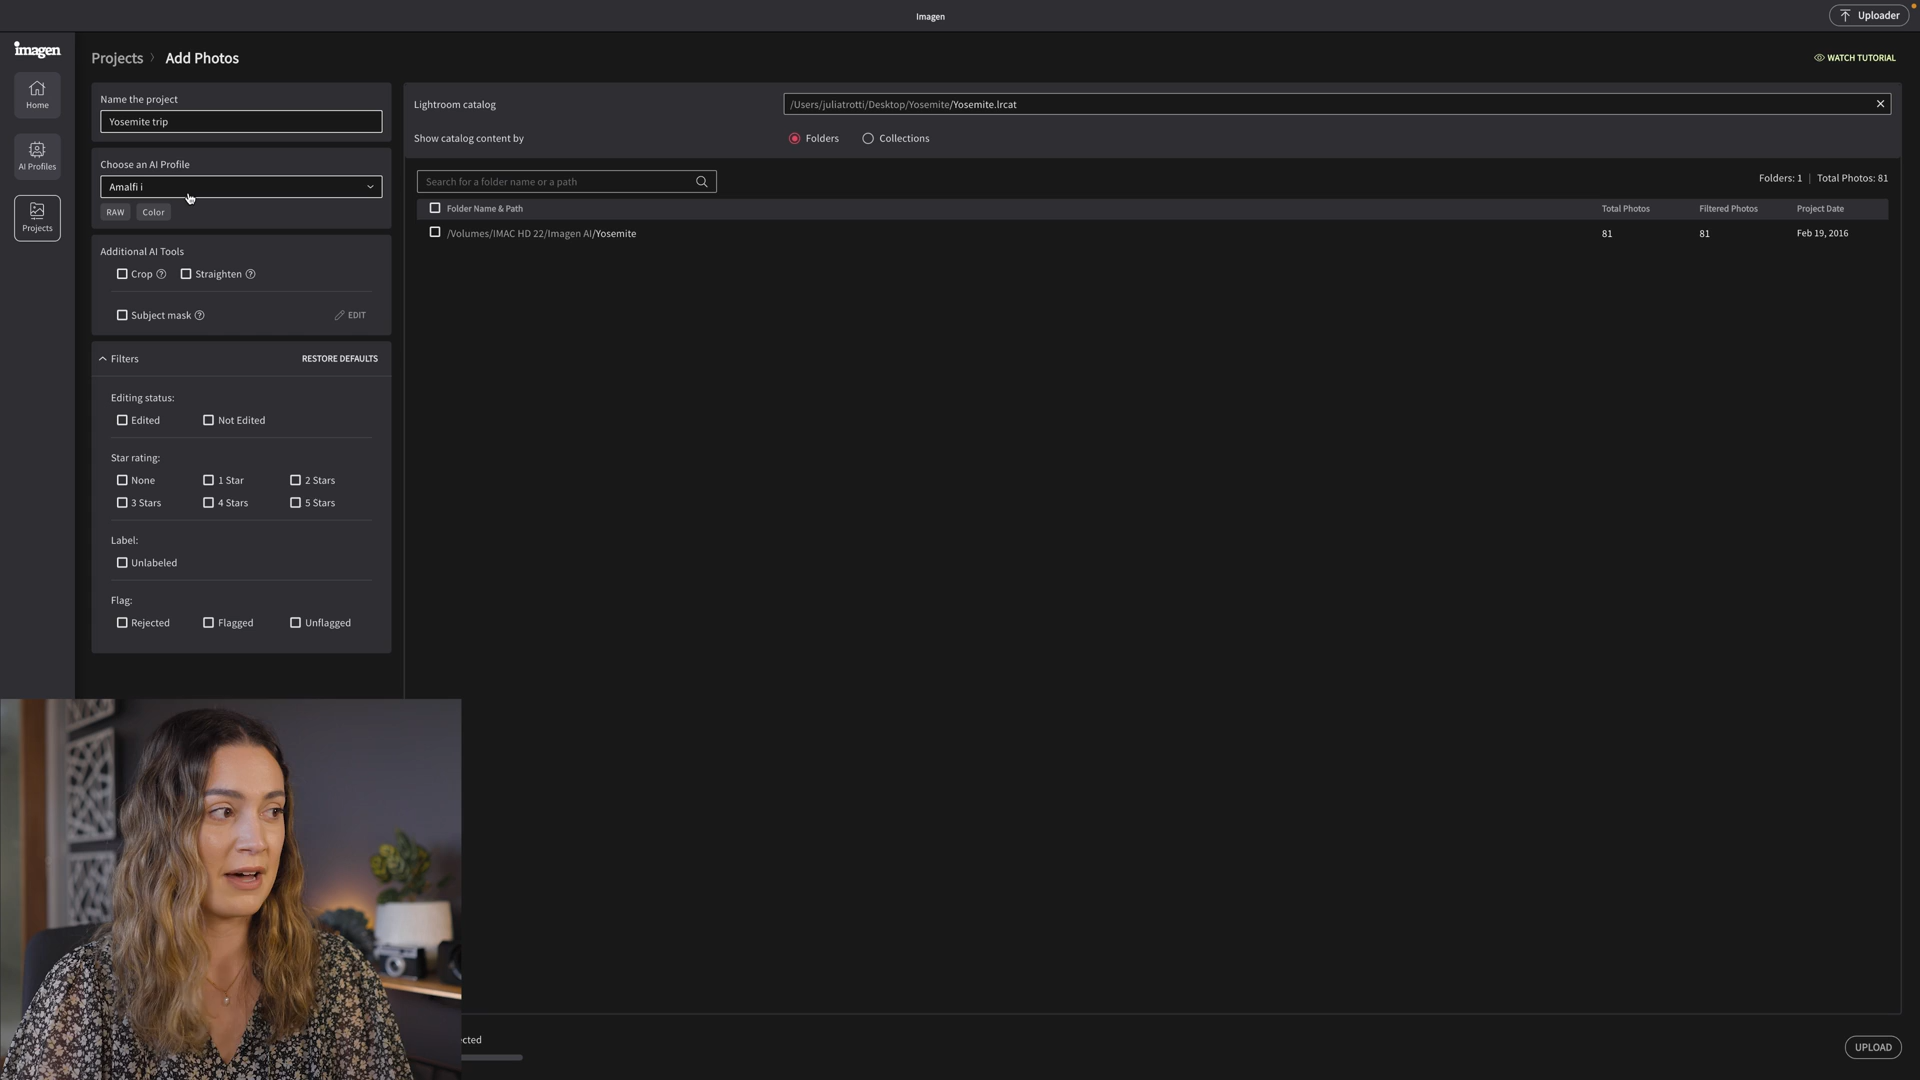 Imagen
Uploader
imagen
Projects › Add Photos
WATCH TUTORIAL
Home
AI Profiles
Projects
Name the project
Yosemite trip
Choose an AI Profile
Amalfi i
RAW Color
Additional AI Tools
Crop Straighten
Subject mask EDIT
Filters RESTORE DEFAULTS
Editing status:
Edited Not Edited
Star rating:
None 1 Star 2 Stars
3 Stars 4 Stars 5 Stars
Label:
Unlabeled
Flag:
Rejected Flagged Unflagged
Lightroom catalog /Users/juliatrotti/Desktop/Yosemite/Yosemite.lrcat
Show catalog content by Folders Collections
Search for a folder name or a path
Folders: 1 | Total Photos: 81
Folder Name & Path Total Photos Filtered Photos Project Date
/Volumes/IMAC HD 22/Imagen AI/Yosemite 81 81 Feb 19, 2016
cted
UPLOAD